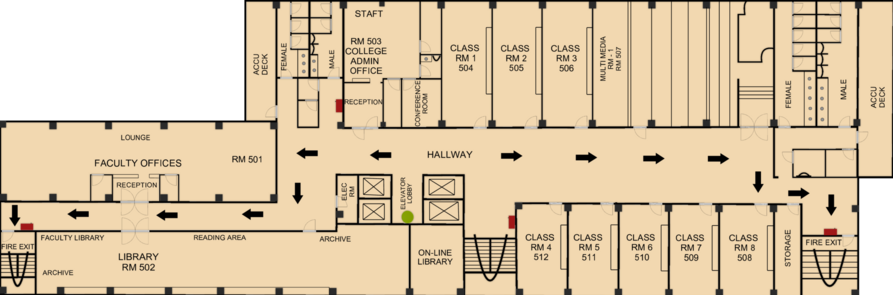 STAFF
RM 503
COLLEGE
ADMIN
OFFICE
ACCU
DECK
FEMALE
MALE
RECEPTION
CONFERENCE
ROOM
CLASS
RM 1
504
CLASS
RM 2
505
CLASS
RM 3
506
MULTI MEDIA
RM - 1
RM 507
FEMALE
MALE
ACCU
DECK
LOUNGE
FACULTY OFFICES
RM 501
RECEPTION
HALLWAY
ELEC
RM
ELEVATOR
LOBBY
FIRE EXIT
FACULTY LIBRARY
READING AREA
ARCHIVE
LIBRARY
RM 502
ARCHIVE
ON-LINE
LIBRARY
CLASS
RM 4
512
CLASS
RM 5
511
CLASS
RM 6
510
CLASS
RM 7
509
CLASS
RM 8
508
STORAGE
FIRE EXIT